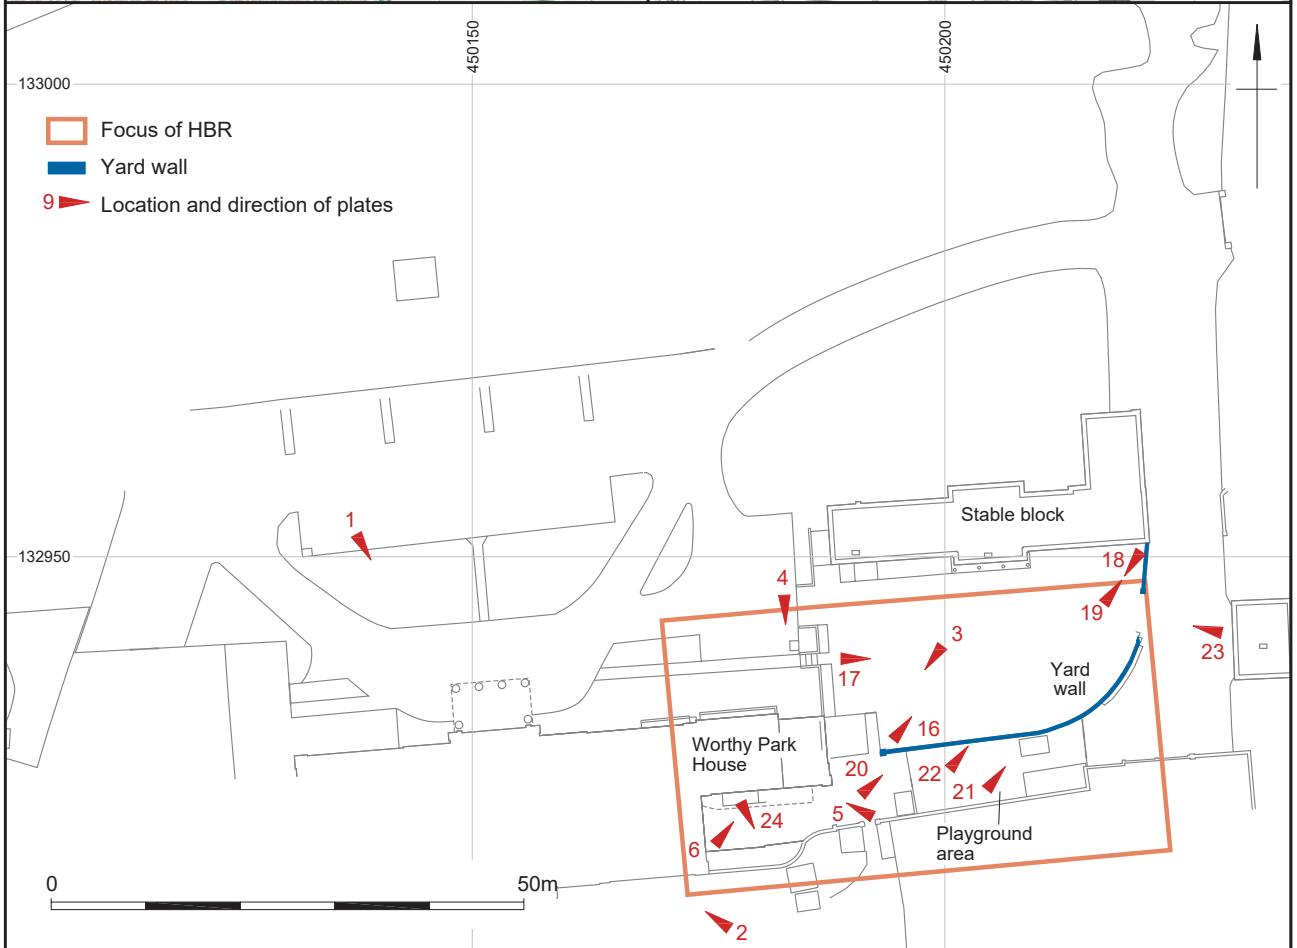 450150
450200
133000
Focus of HBR
Yard wall
9 Location and direction of plates
1
Stable block
132950
18
4
19
3
23
17
Yard
wall
16
Worthy Park
House
20
22
21
5
24
6
Playground
area
0 50m
2